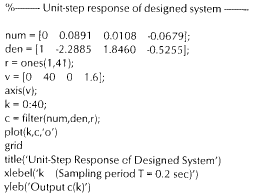 %--------- Unit-step response of designed system ---------
num = [0 0.0891 0.0108 -0.0679];
den = [1 -2.2885 1.8460 -0.5255];
r = ones(1,41);
v = [0 40 0 1.6];
axis(v);
k = 0:40;
c = filter(num,den,r);
plot(k,c,'o')
grid
title('Unit-Step Response of Designed System')
xlebel('k (Sampling period T = 0.2 sec)')
yleb('Output c(k)')